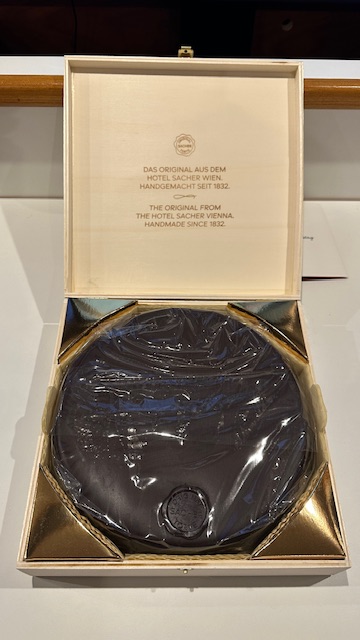 SACHER
DAS ORIGINAL AUS DEM
HOTEL SACHER WIEN.
HANDGEMACHT SEIT 1832.
THE ORIGINAL FROM
THE HOTEL SACHER VIENNA.
HANDMADE SINCE 1832.